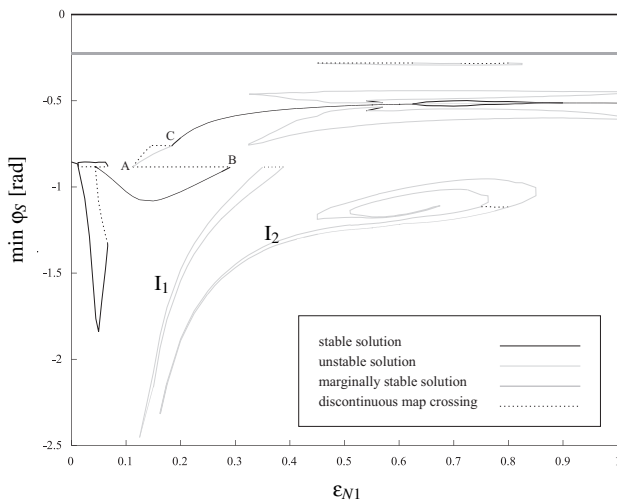 0
-0.5
-1
-1.5
-2
-2.5
min φS [rad]
C
A
B
I1
I2
stable solution
unstable solution
marginally stable solution
discontinuous map crossing
0 0.1 0.2 0.3 0.4 0.5 0.6 0.7 0.8 0.9 1
εN1